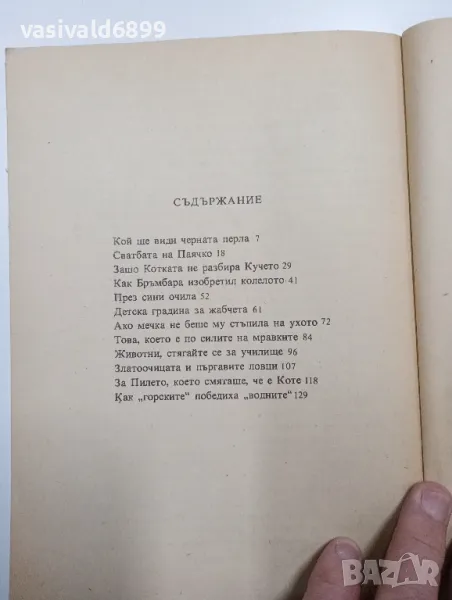 vasivald6899
СЪДЪРЖАНИЕ
Кой ще види черната перла 7
Сватбата на Паячко 18
Защо Котката не разбира Кучето 29
Как Бръмбара изобретил колелото 41
През сини очила 52
Детска градина за жабчета 61
Ако мечка не беше му стъпила на ухото 72
Това, което е по силите на мравките 84
Животни, стягайте се за училище 96
Златоочицата и пъргавите ловци 107
За Пилето, което смяташе, че е Коте 118
Как „горските“ победиха „водните“ 129
BAZAR